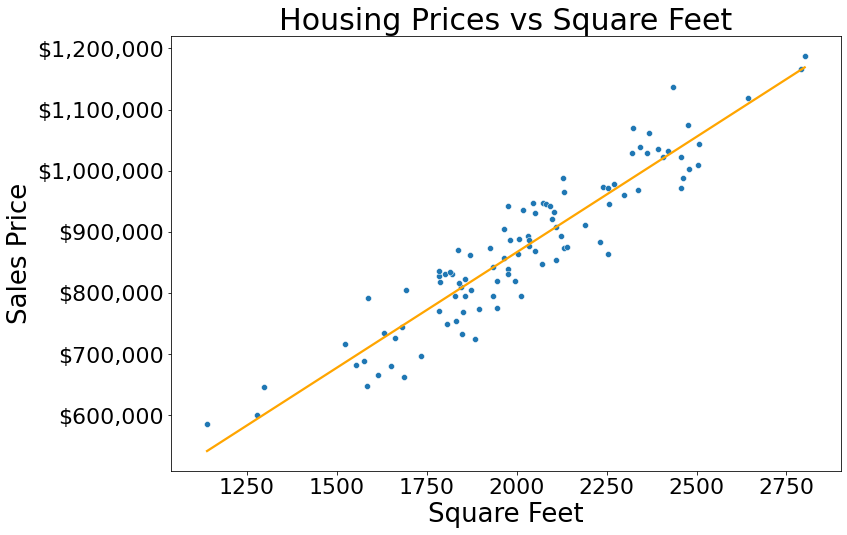 Housing Prices vs Square Feet
$1,200,000
$1,100,000
$1,000,000
$900,000
$800,000
$700,000
$600,000
Sales Price
1250 1500 1750 2000 2250 2500 2750
Square Feet